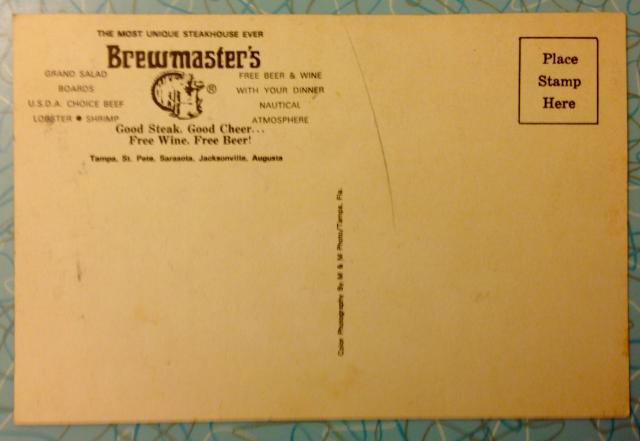 THE MOST UNIQUE STEAKHOUSE EVER
Brewmaster's
GRAND SALAD
BOARDS
U.S.D.A. CHOICE BEEF
LOBSTER • SHRIMP
®
FREE BEER & WINE
WITH YOUR DINNER
NAUTICAL
ATMOSPHERE
Good Steak. Good Cheer...
Free Wine. Free Beer!
Tampa, St. Pete, Sarasota, Jacksonville, Augusta
Color Photography By M & M Photo/Tampa, Fla.
Place
Stamp
Here